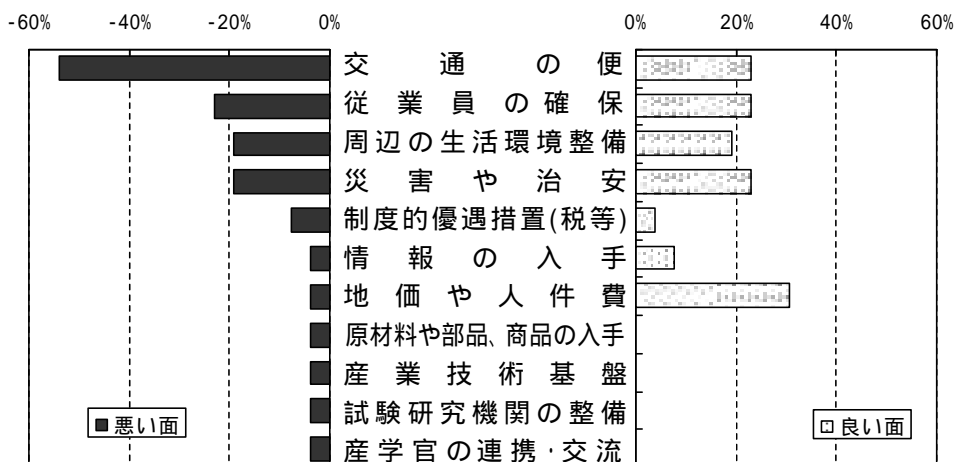 -60% -40% -20% 0% 0% 20% 40% 60%
交通の便
従業員の確保
周辺の生活環境整備
災害や治安
制度的優遇措置(税等)
情報の入手
地価や人件費
原材料や部品、商品の入手
産業技術基盤
試験研究機関の整備
産学官の連携・交流
悪い面
良い面